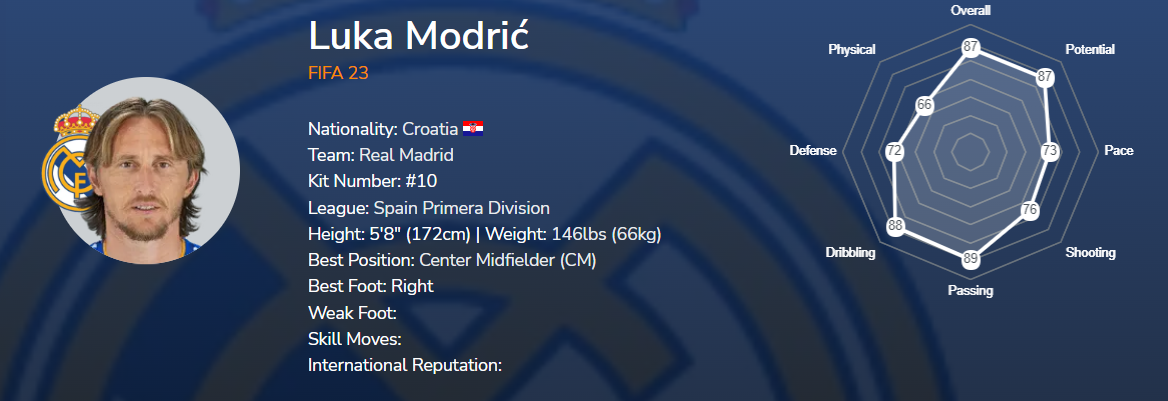 Luka Modrić
FIFA 23
Nationality: Croatia
Team: Real Madrid
Kit Number: #10
League: Spain Primera Division
Height: 5'8" (172cm) | Weight: 146lbs (66kg)
Best Position: Center Midfielder (CM)
Best Foot: Right
Weak Foot:
Skill Moves:
International Reputation:
Overall
Physical
Potential
87
87
66
Defense
72
73
Pace
76
88
Dribbling
89
Shooting
Passing